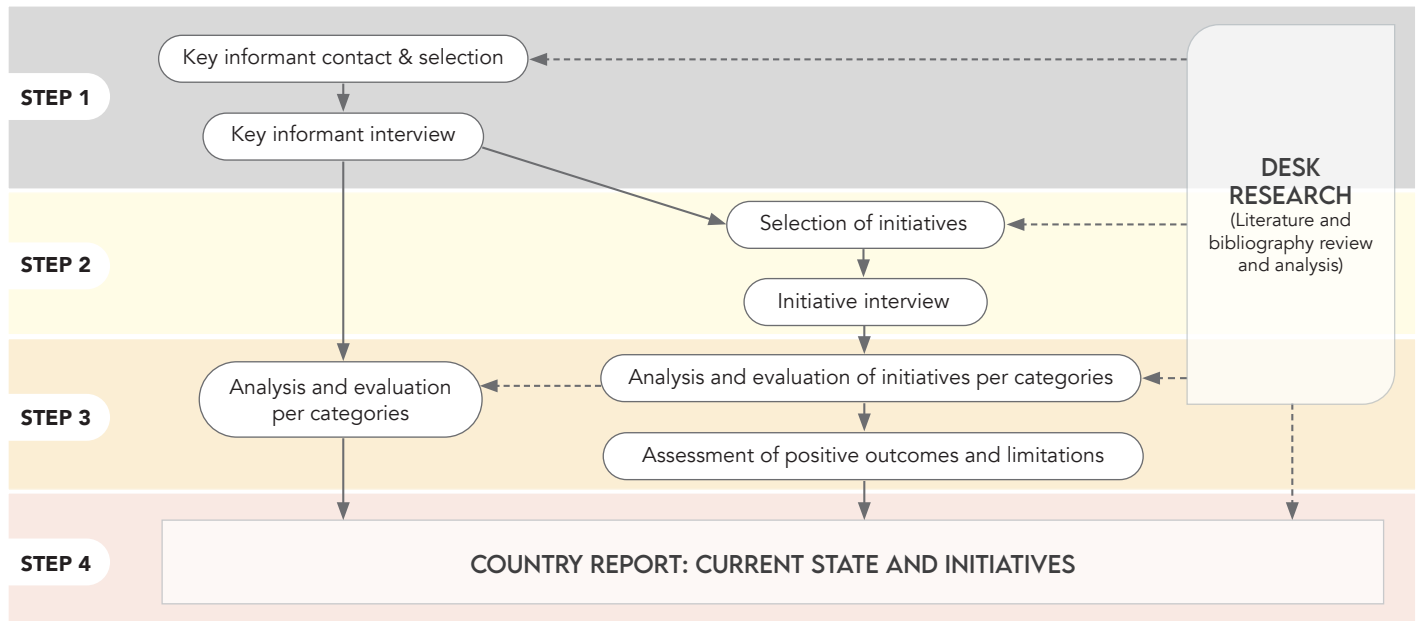 STEP 1
Key informant contact & selection
Key informant interview
DESK
RESEARCH
(Literature and
bibliography review
and analysis)
STEP 2
Selection of initiatives
Initiative interview
STEP 3
Analysis and evaluation
per categories
Analysis and evaluation of initiatives per categories
Assessment of positive outcomes and limitations
STEP 4
COUNTRY REPORT: CURRENT STATE AND INITIATIVES